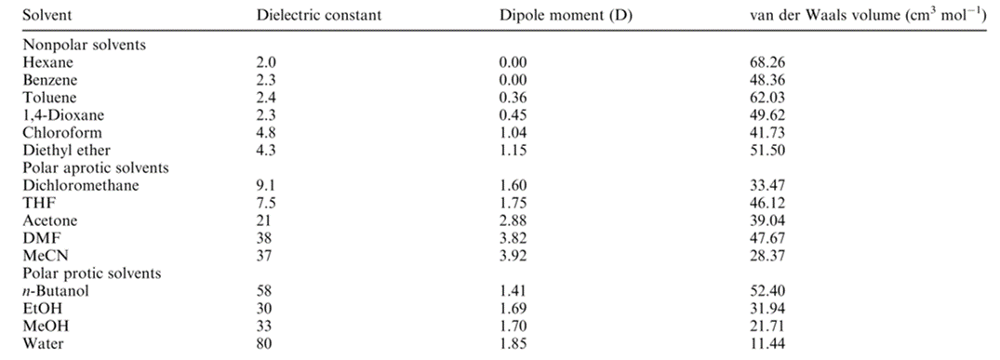 Solvent Dielectric constant Dipole moment (D) van der Waals volume (cm³ mol⁻¹)
Nonpolar solvents
Hexane 2.0 0.00 68.26
Benzene 2.3 0.00 48.36
Toluene 2.4 0.36 62.03
1,4-Dioxane 2.3 0.45 49.62
Chloroform 4.8 1.04 41.73
Diethyl ether 4.3 1.15 51.50
Polar aprotic solvents
Dichloromethane 9.1 1.60 33.47
THF 7.5 1.75 46.12
Acetone 21 2.88 39.04
DMF 38 3.82 47.67
MeCN 37 3.92 28.37
Polar protic solvents
n-Butanol 58 1.41 52.40
EtOH 30 1.69 31.94
MeOH 33 1.70 21.71
Water 80 1.85 11.44